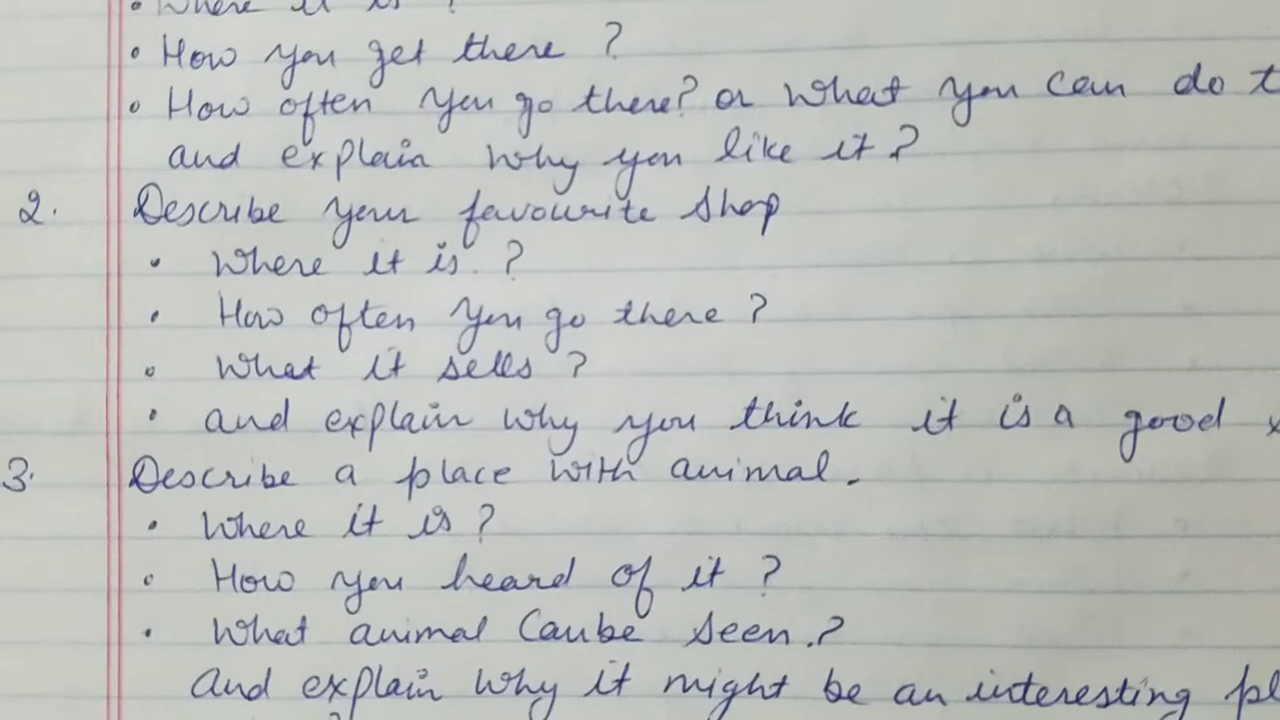 • Where it is ?
• How you get there ?
• How often you go there? or what you can do
and explain why you like it ?
2. Describe your favourite shop
• Where it is. ?
• How often you go there ?
• What it sells ?
• and explain why you think it is a good
3. Describe a place with animal.
• Where it is ?
• How you heard of it ?
• What animal Canbe seen. ?
And explain why it might be an interesting